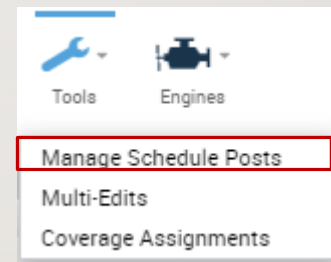 Tools Engines
Manage Schedule Posts
Multi-Edits
Coverage Assignments